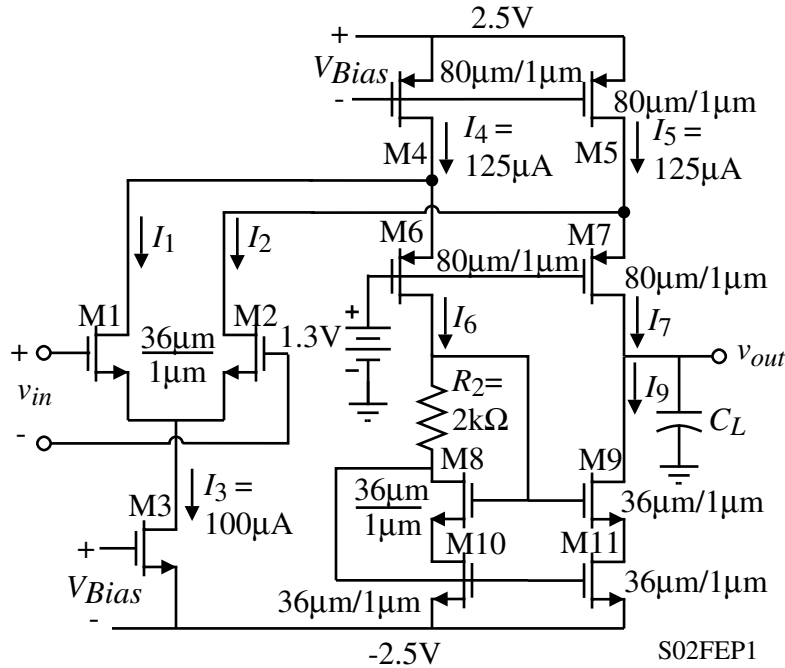 + 2.5V
VBias 80μm/1μm
- 80μm/1μm
I4 = 125μA
M4
M5
I5 = 125μA
I1
I2
M6
M7
80μm/1μm
80μm/1μm
M1
M2
36μm
1μm
+
vin
-
1.3V
+
-
I6
I7
R2=
2kΩ
I9
vout
CL
M8
M9
36μm
1μm
36μm/1μm
M3
I3 =
100μA
M10
M11
+
VBias
-
36μm/1μm
36μm/1μm
-2.5V
S02FEP1